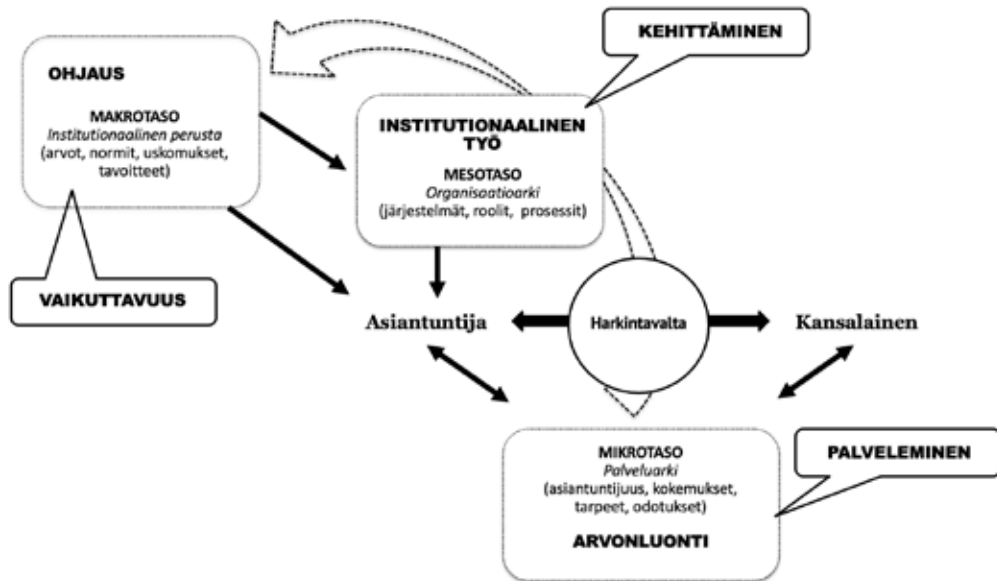 KEHITTÄMINEN
OHJAUS
MAKROTASO
Institutionaalinen perusta
(arvot, normit, uskomukset,
tavoitteet)
INSTITUTIONAALINEN
TYÖ
MESOTASO
Organisaatioarki
(järjestelmät, roolit, prosessit)
VAIKUTTAVUUS
Asiantuntija
Harkintavalta
Kansalainen
MIKROTASO
Palveluarki
(asiantuntijuus, kokemukset,
tarpeet, odotukset)
ARVONLUONTI
PALVELEMINEN